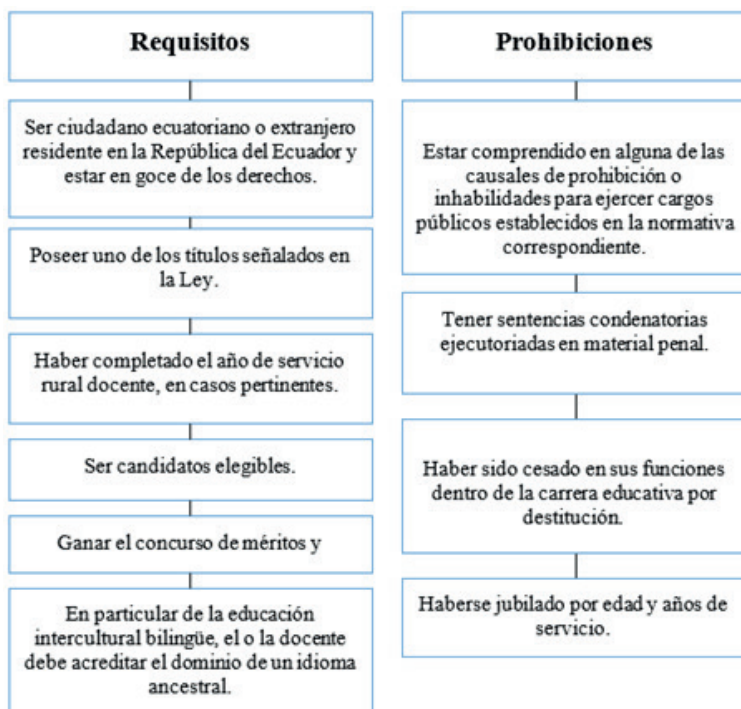 Requisitos
Ser ciudadano ecuatoriano o extranjero
residente en la República del Ecuador y
estar en goce de los derechos.
Poseer uno de los títulos señalados en
la Ley.
Haber completado el año de servicio
rural docente, en casos pertinentes.
Ser candidatos elegibles.
Ganar el concurso de méritos y
En particular de la educación
intercultural bilingüe, el o la docente
debe acreditar el dominio de un idioma
ancestral.
Prohibiciones
Estar comprendido en alguna de las
causales de prohibición o
inhabilidades para ejercer cargos
públicos establecidos en la normativa
correspondiente.
Tener sentencias condenatorias
ejecutoriadas en material penal.
Haber sido cesado en sus funciones
dentro de la carrera educativa por
destitución.
Haberse jubilado por edad y años de
servicio.